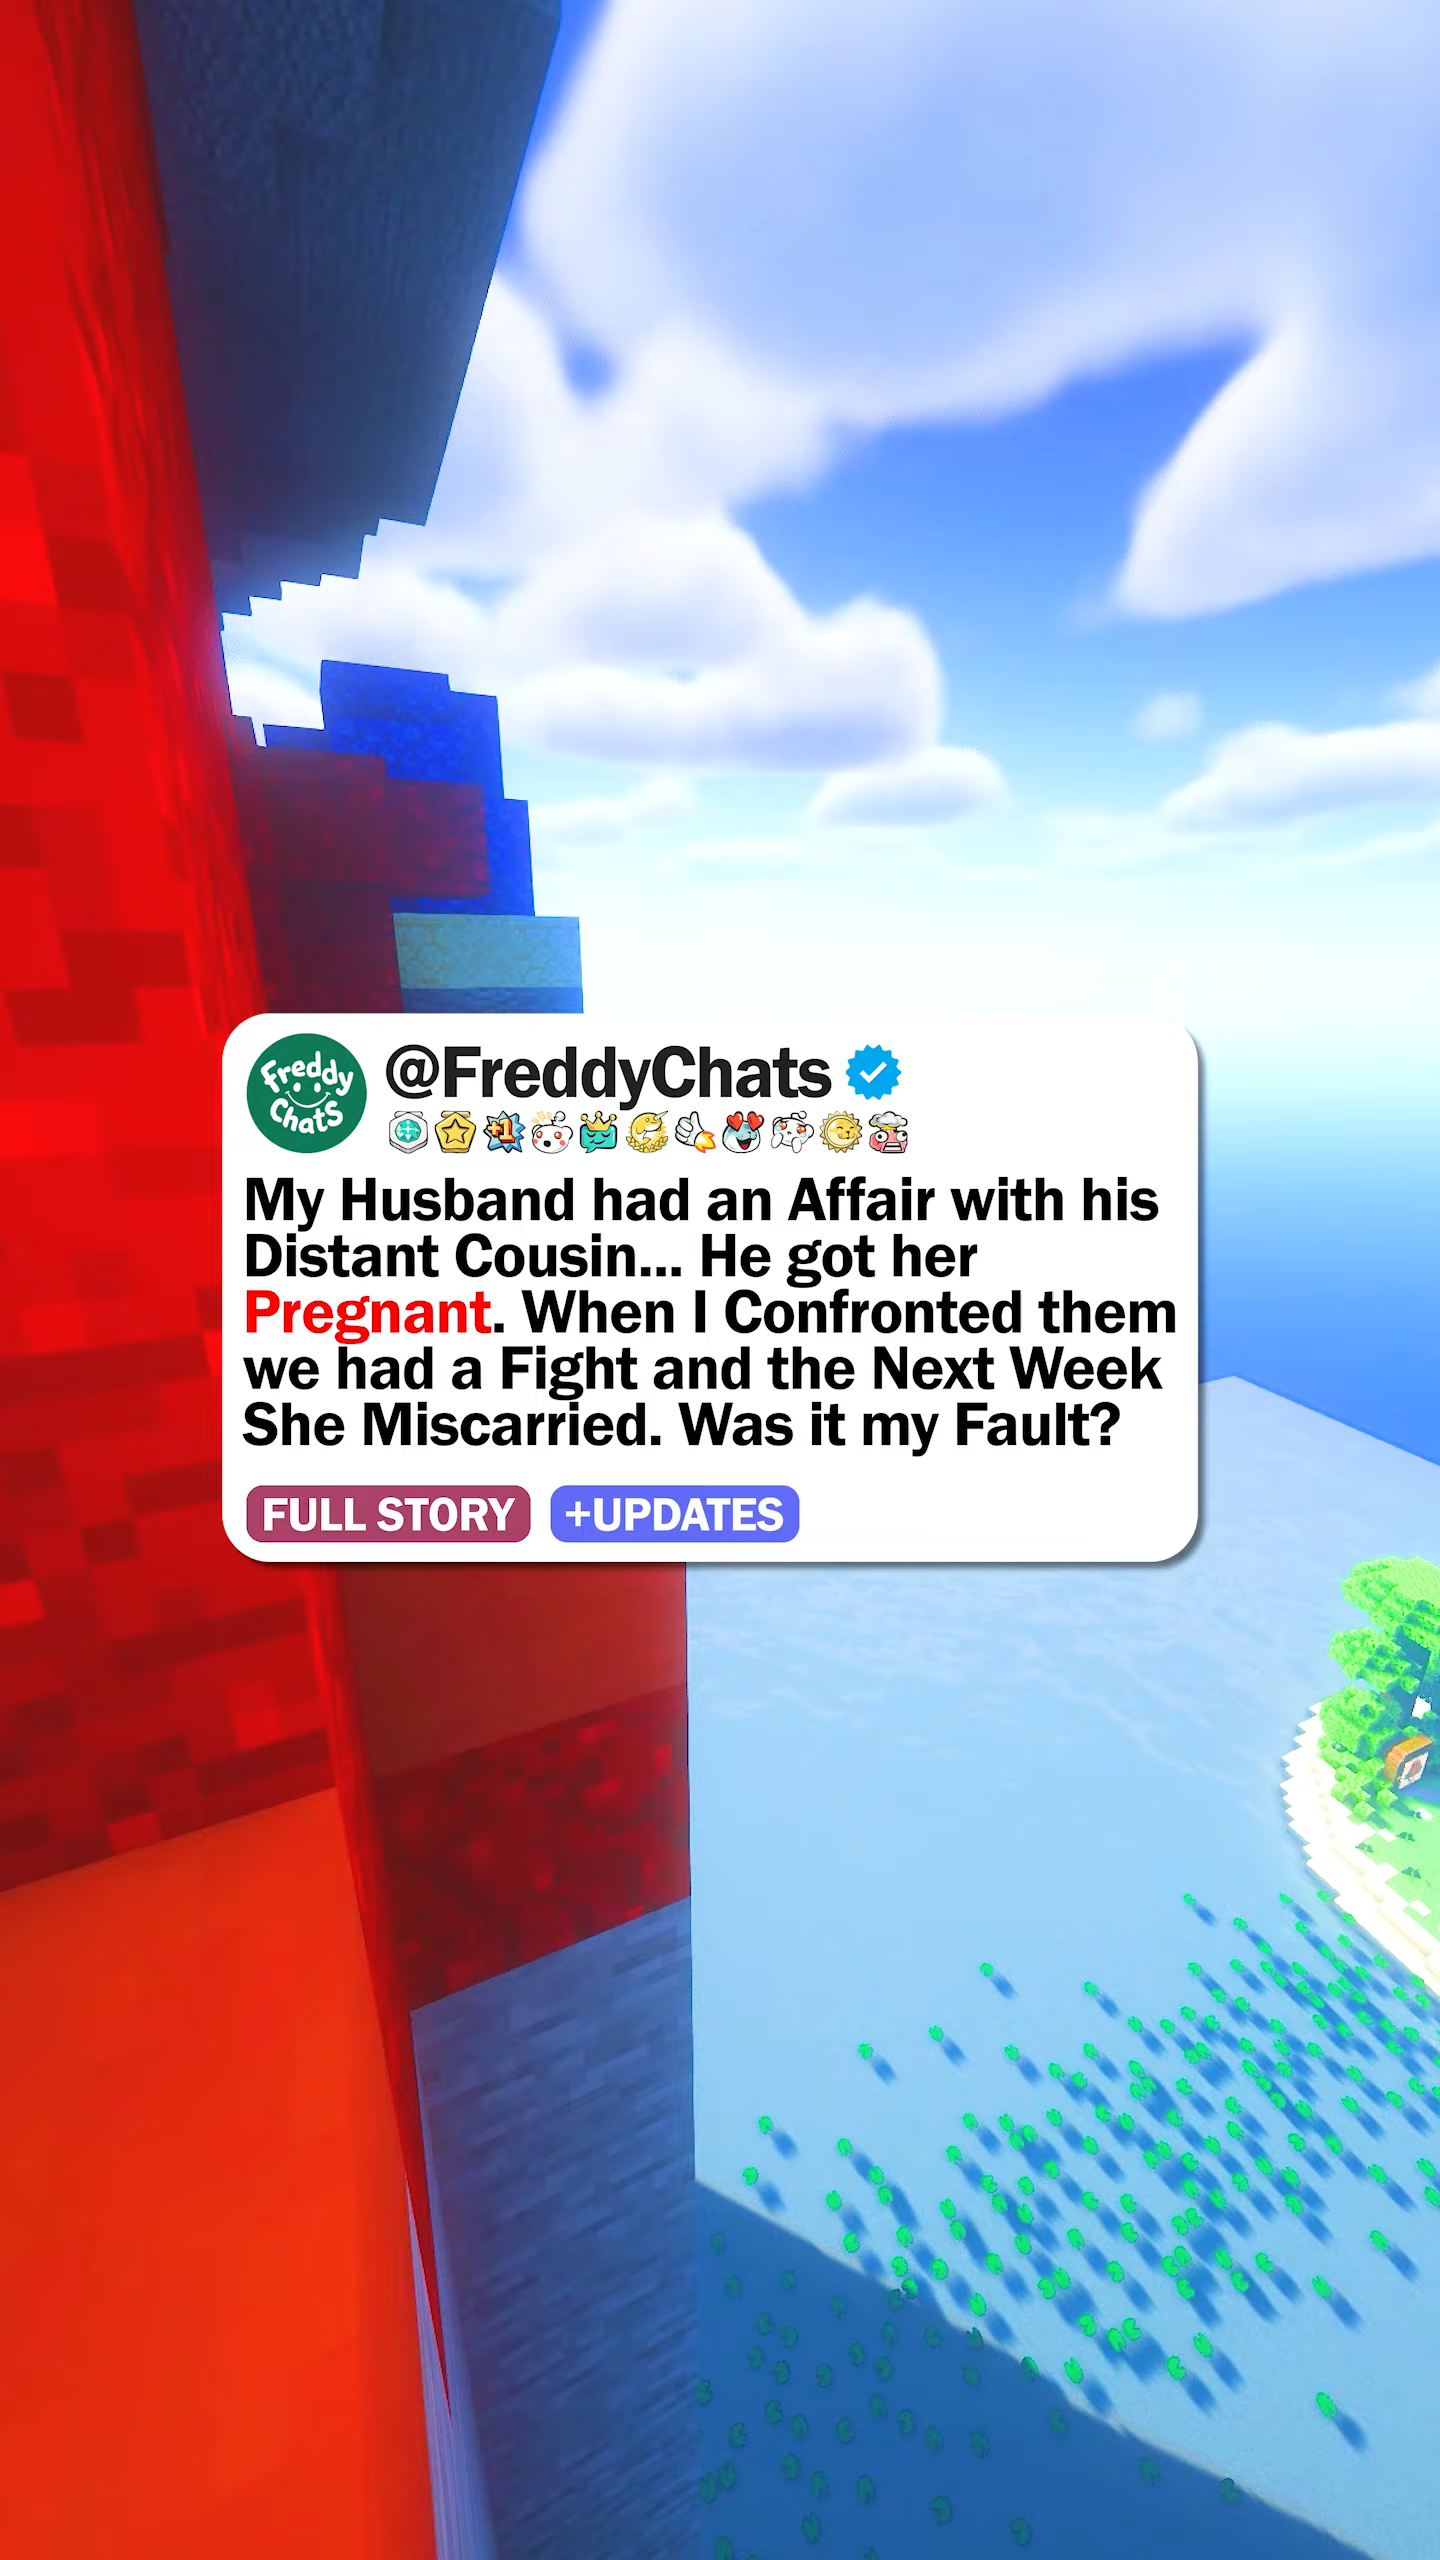 Freddy
Chats
@FreddyChats
+1
My Husband had an Affair with his
Distant Cousin... He got her
Pregnant. When I Confronted them
we had a Fight and the Next Week
She Miscarried. Was it my Fault?
FULL STORY +UPDATES